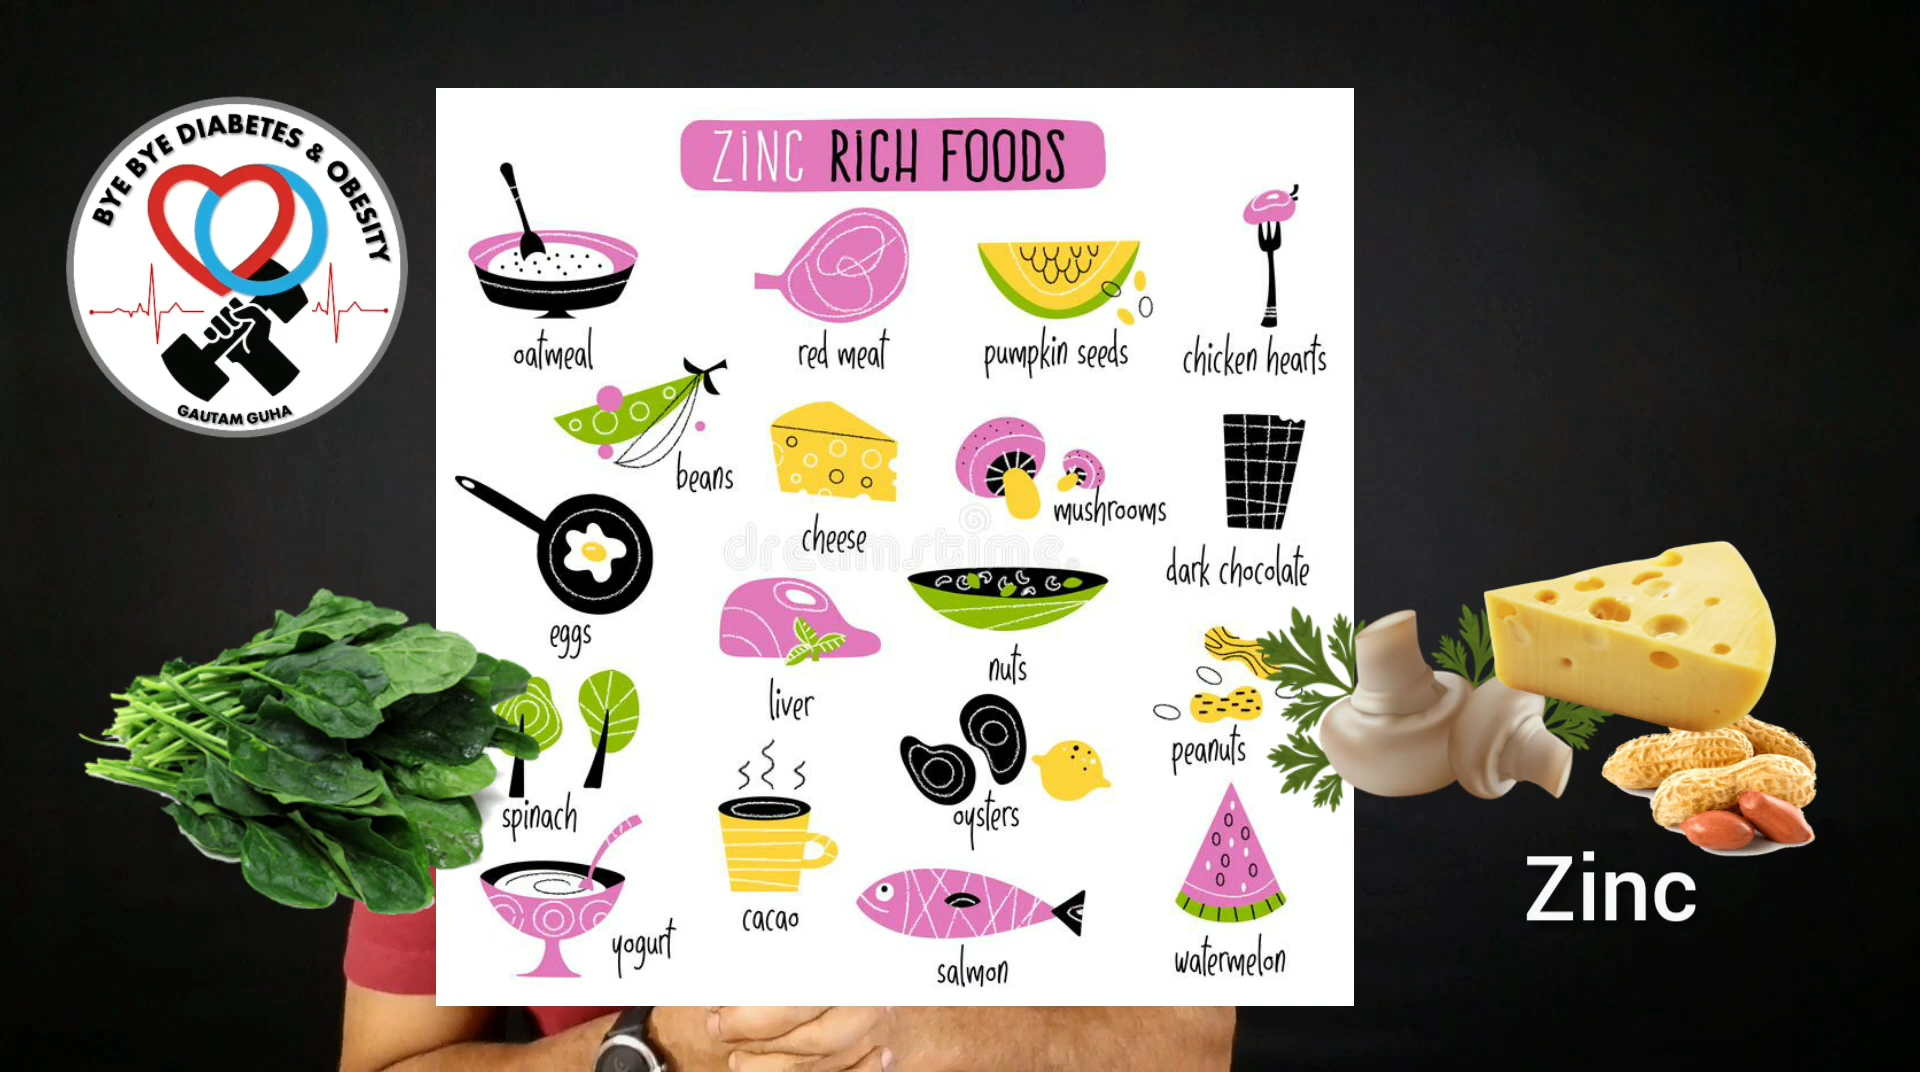 BYE BYE DIABETES & OBESITY
GAUTAM GUHA
ZINC RICH FOODS
oatmeal
red meat
pumpkin seeds
chicken hearts
beans
cheese
mushrooms
dark chocolate
eggs
liver
nuts
peanuts
spinach
cacao
oysters
yogurt
salmon
watermelon
dreamstime.
Zinc